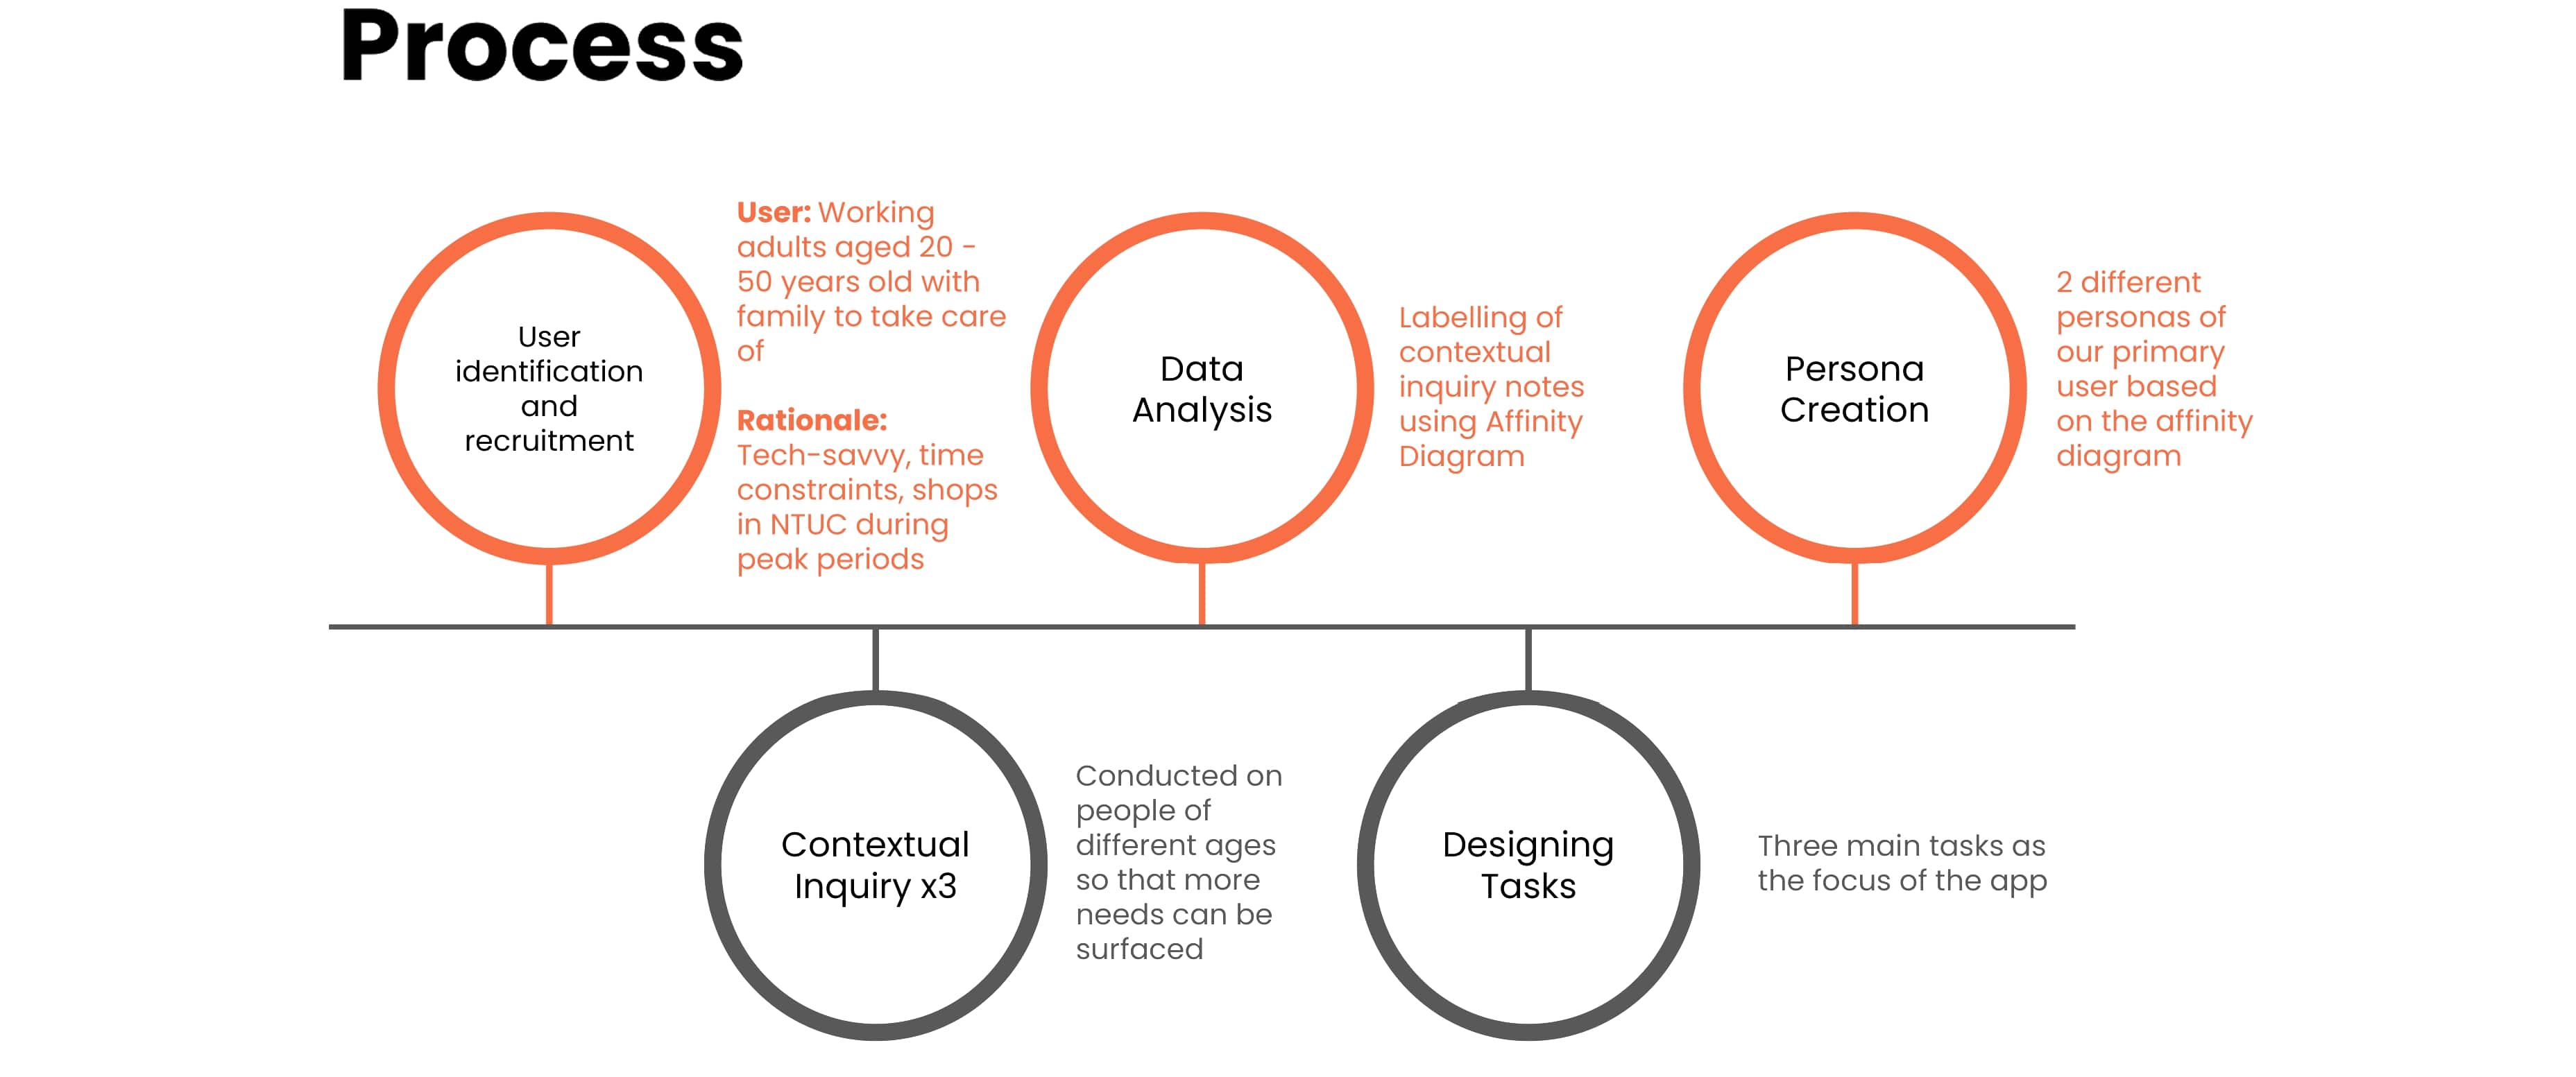 Process
User
identification
and
recruitment
User: Working
adults aged 20 -
50 years old with
family to take care
of
Rationale:
Tech-savvy, time
constraints, shops
in NTUC during
peak periods
Contextual
Inquiry x3
Conducted on
people of
different ages
so that more
needs can be
surfaced
Data
Analysis
Labelling of
contextual
inquiry notes
using Affinity
Diagram
Designing
Tasks
Three main tasks as
the focus of the app
Persona
Creation
2 different
personas of
our primary
user based
on the affinity
diagram